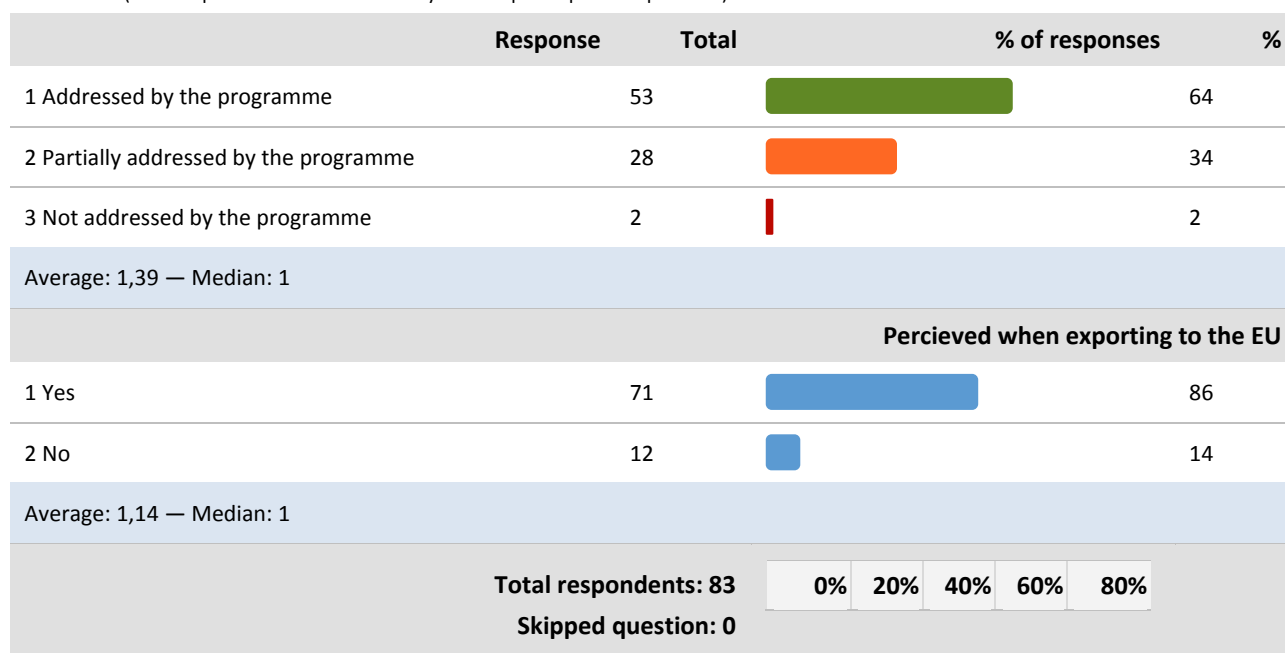 Response Total % of responses %
1 Addressed by the programme 53 64
2 Partially addressed by the programme 28 34
3 Not addressed by the programme 2 2
Average: 1,39 — Median: 1
Percieved when exporting to the EU
1 Yes 71 86
2 No 12 14
Average: 1,14 — Median: 1
Total respondents: 83 0% 20% 40% 60% 80%
Skipped question: 0